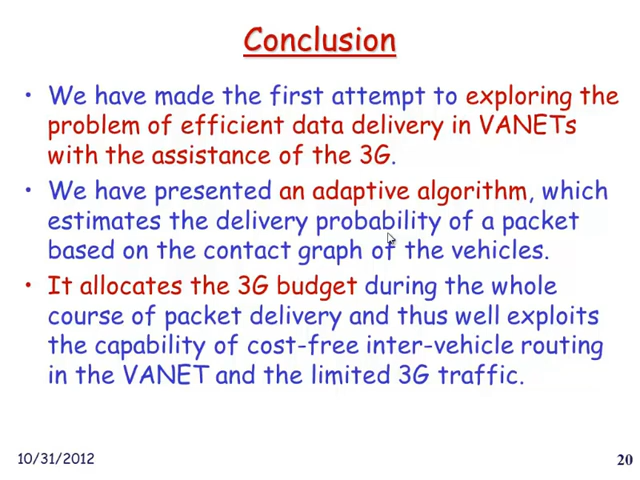 Conclusion
• We have made the first attempt to exploring the
problem of efficient data delivery in VANETs
with the assistance of the 3G.
• We have presented an adaptive algorithm, which
estimates the delivery probability of a packet
based on the contact graph of the vehicles.
• It allocates the 3G budget during the whole
course of packet delivery and thus well exploits
the capability of cost-free inter-vehicle routing
in the VANET and the limited 3G traffic.
10/31/2012 20